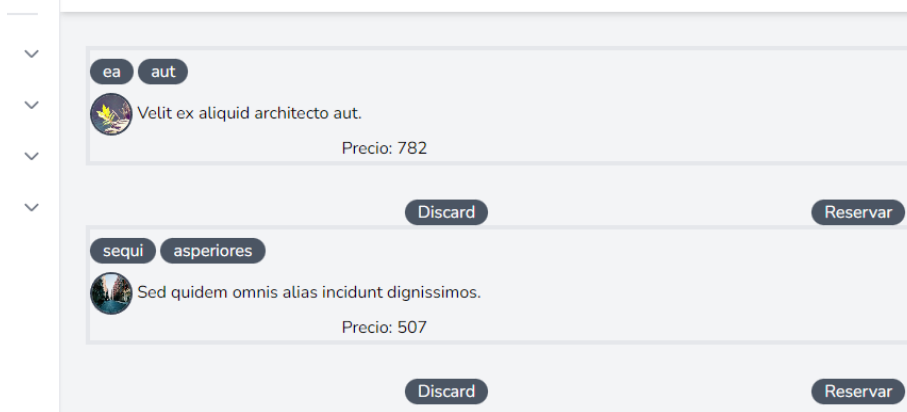 ea aut
Velit ex aliquid architecto aut.
Precio: 782
Discard Reservar
sequi asperiores
Sed quidem omnis alias incidunt dignissimos.
Precio: 507
Discard Reservar